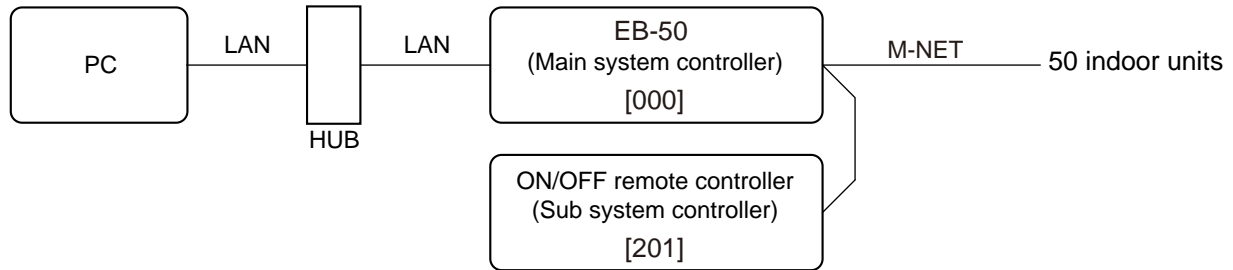 PC
LAN
HUB
LAN
EB-50
(Main system controller)
[000]
M-NET
50 indoor units
ON/OFF remote controller
(Sub system controller)
[201]